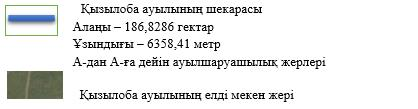 Қызылоба ауылының шекарасы
Алаңы – 186,8286 гектар
Ұзындығы – 6358,41 метр
А-дан А-ға дейін ауылшаруашылық жерлері
Қызылоба ауылының елді мекен жері